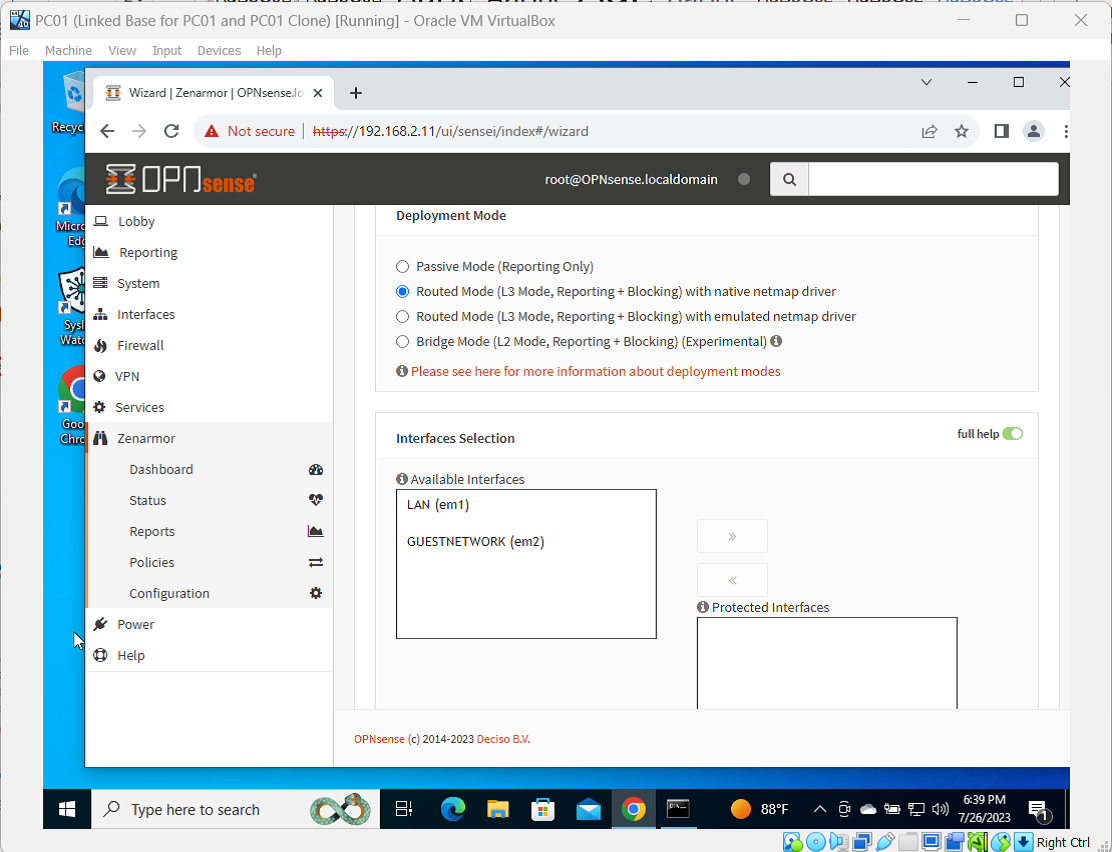 PC01 (Linked Base for PC01 and PC01 Clone) [Running] - Oracle VM VirtualBox
File Machine View Input Devices Help
Recyc
Micro
Edg
Sysl
Wat
Goo
Chro
Wizard | Zenarmor | OPNsense.lo
Not secure https://192.168.2.11/ui/sensei/index#/wizard
OPNsense
root@OPNsense.localdomain
Lobby
Reporting
System
Interfaces
Firewall
VPN
Services
Zenarmor
Dashboard
Status
Reports
Policies
Configuration
Power
Help
Deployment Mode
Passive Mode (Reporting Only)
Routed Mode (L3 Mode, Reporting + Blocking) with native netmap driver
Routed Mode (L3 Mode, Reporting + Blocking) with emulated netmap driver
Bridge Mode (L2 Mode, Reporting + Blocking) (Experimental)
Please see here for more information about deployment modes
Interfaces Selection
full help
Available Interfaces
LAN (em1)
GUESTNETWORK (em2)
»
«
Protected Interfaces
OPNsense (c) 2014-2023 Deciso B.V.
Type here to search
88°F
6:39 PM
7/26/2023
1
Right Ctrl